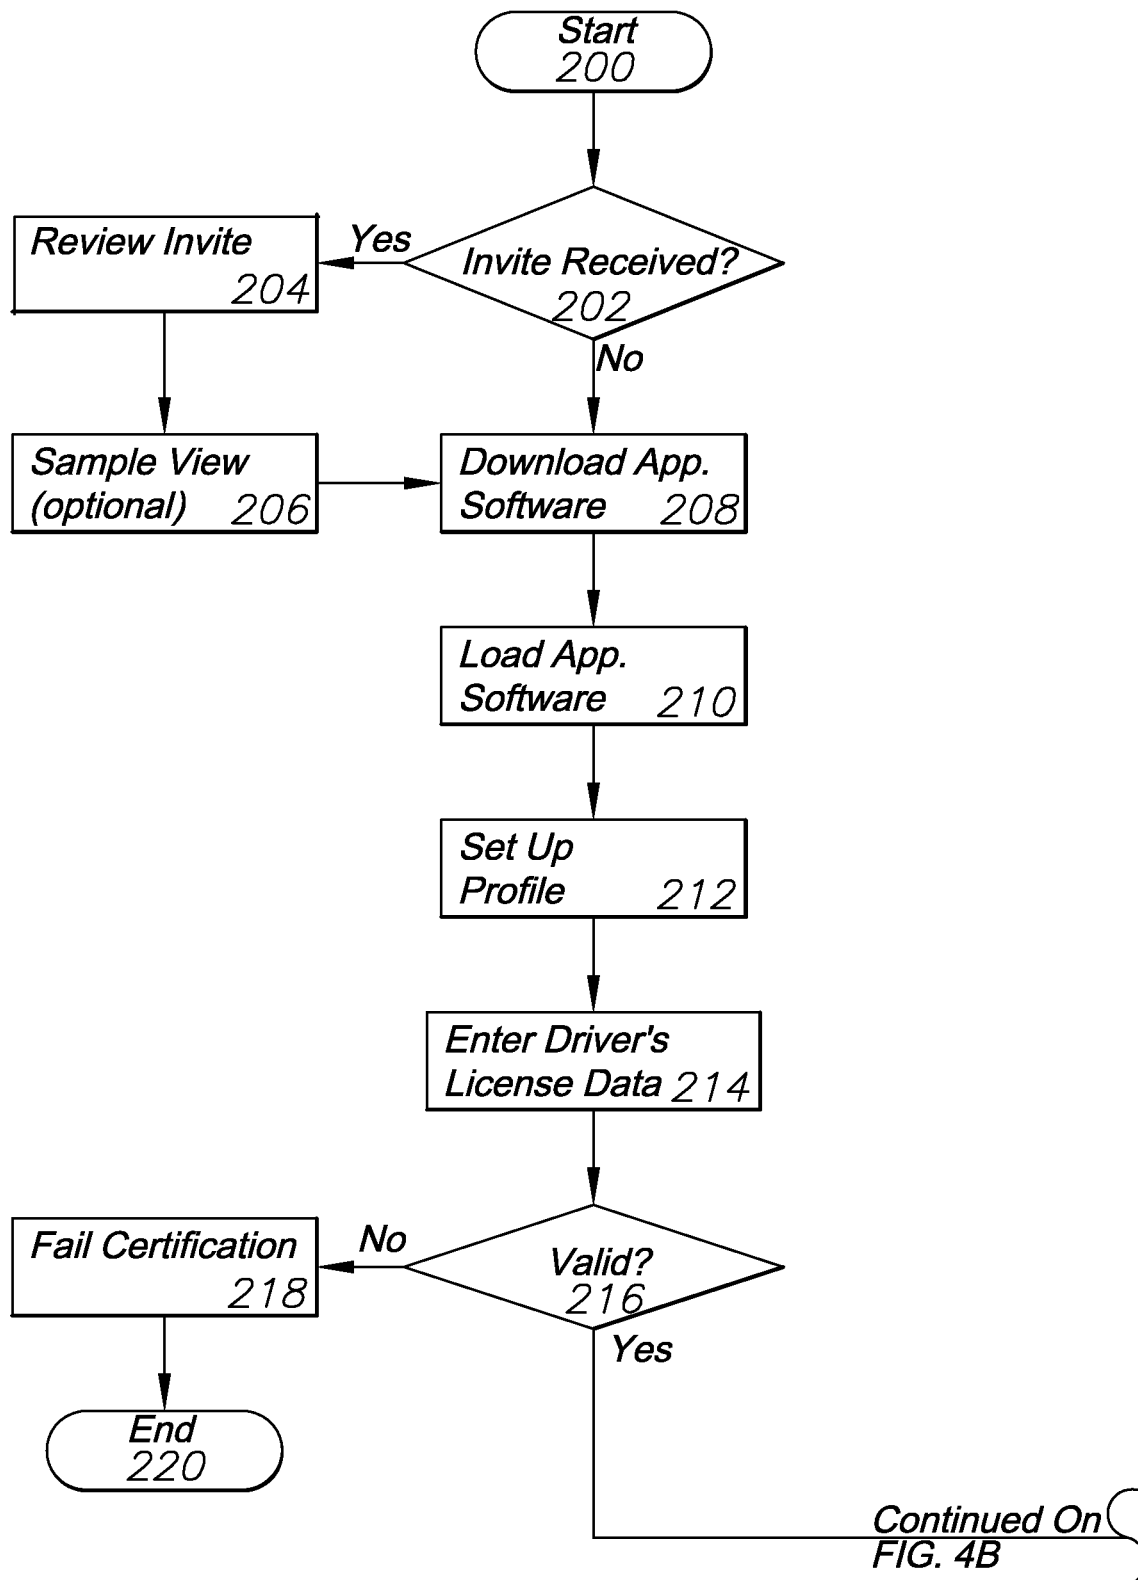 Start
200
Invite Received?
202
Yes
No
Review Invite
204
Sample View
(optional) 206
Download App.
Software 208
Load App.
Software 210
Set Up
Profile 212
Enter Driver's
License Data 214
Valid?
216
No
Yes
Fail Certification
218
End
220
Continued On
FIG. 4B